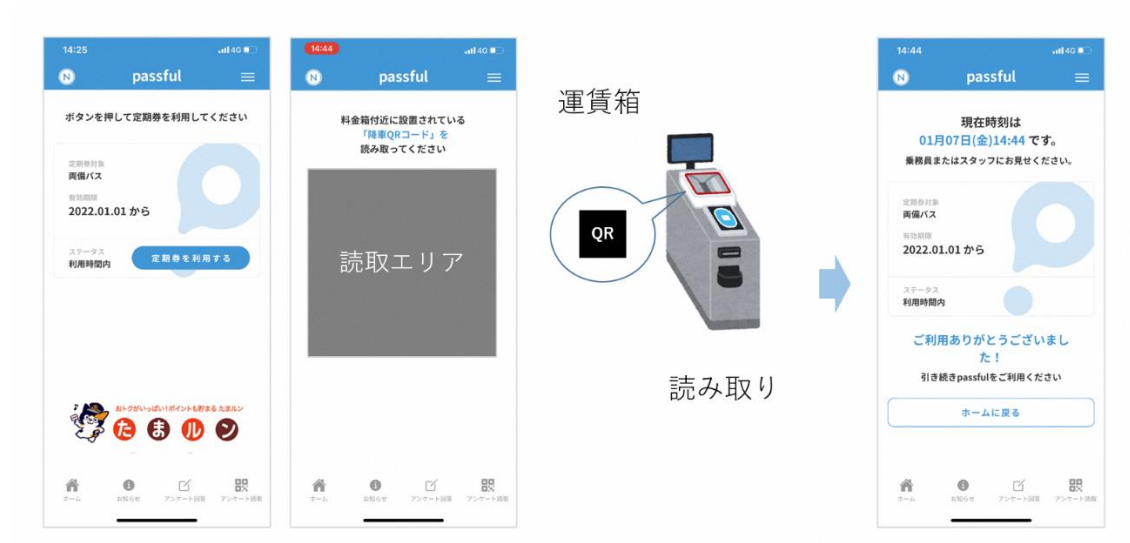 14:25
4G
N
passful
ボタンを押して定期券を利用してください
定期券対象
両備バス
有効期間
2022.01.01 から
ステータス
利用時間内
定期券を利用する
おトクがいっぱい!ポイントも貯まる たまルン
たまルン
ホーム
お知らせ
アンケート回答
アンケート読取
14:44
4G
N
passful
料金箱付近に設置されている
「降車QRコード」を
読み取ってください
読取エリア
ホーム
お知らせ
アンケート回答
アンケート読取
運賃箱
QR
読み取り
14:44
4G
N
passful
現在時刻は
01月07日(金)14:44 です。
乗務員またはスタッフにお見せください。
定期券対象
両備バス
有効期間
2022.01.01 から
ステータス
利用時間内
ご利用ありがとうございまし
た!
引き続きpassfulをご利用ください
ホームに戻る
ホーム
お知らせ
アンケート回答
アンケート読取